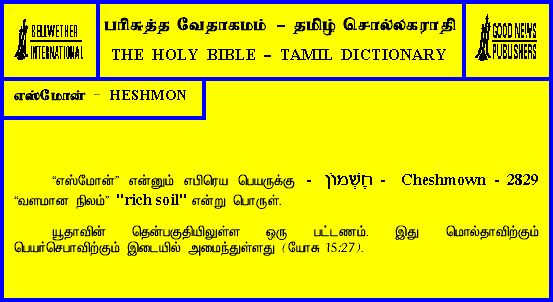 BELLWETHER
INTERNATIONAL
பரிசுத்த வேதாகமம் – தமிழ் சொல்லகராதி
THE HOLY BIBLE – TAMIL DICTIONARY
GOOD NEWS
PUBLISHERS
எஸ்மோன் – HESHMON
“எஸ்மோன்” என்னும் எபிரெய பெயருக்கு - חֶשְׁמוֹן - Cheshmown - 2829
“வளமான நிலம்” "rich soil" என்று பொருள்.
யூதாவின் தென்பகுதியிலுள்ள ஒரு பட்டணம். இது மொல்தாவிற்கும்
பெயர்செபாவிற்கும் இடையில் அமைந்துள்ளது (யோசு 15:27).